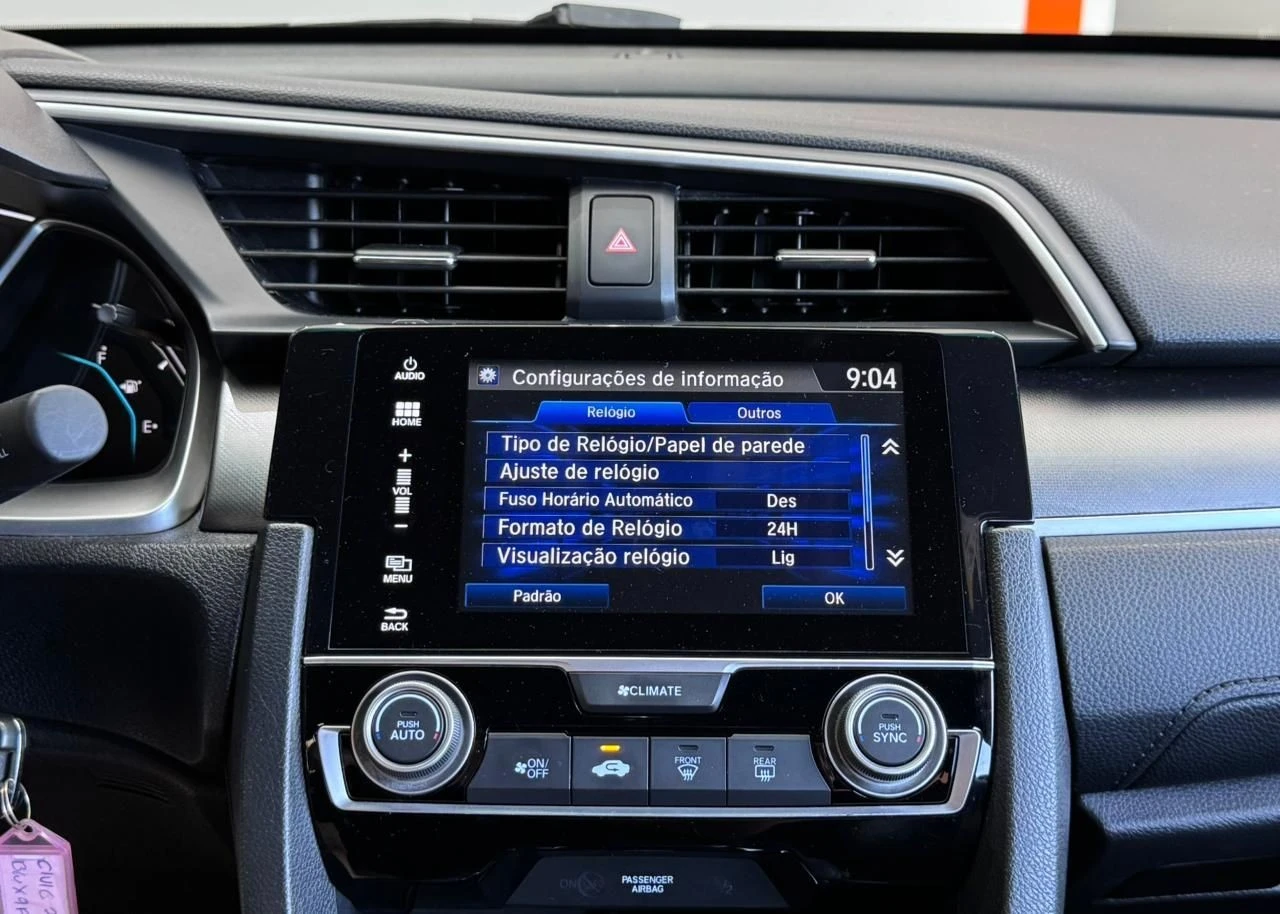 F
E
AUDIO
HOME
+
VOL
−
MENU
BACK
Configurações de informação 9:04
Relógio Outros
Tipo de Relógio/Papel de parede
Ajuste de relógio
Fuso Horário Automático Des
Formato de Relógio 24H
Visualização relógio Lig
Padrão OK
CLIMATE
PUSH
AUTO
ON/
OFF
FRONT
REAR
PUSH
SYNC
PASSENGER
AIRBAG
CIVIC